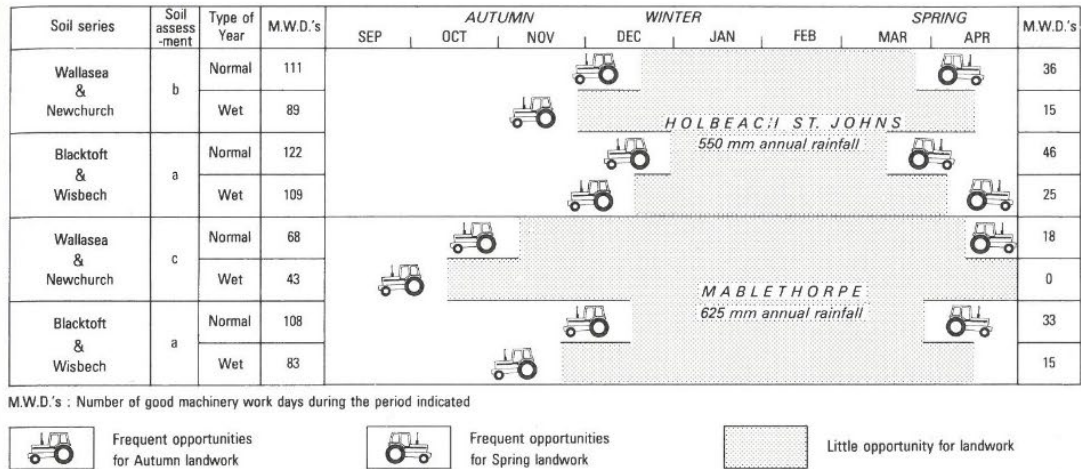 Soil series
Soil assess -ment
Type of Year
M.W.D.'s
AUTUMN WINTER SPRING
SEP OCT NOV DEC JAN FEB MAR APR
M.W.D.'s
Wallasea & Newchurch
b
Normal 111 36
Wet 89 15
HOLBEACH ST. JOHNS
550 mm annual rainfall
Blacktoft & Wisbech
a
Normal 122 46
Wet 109 25
Wallasea & Newchurch
c
Normal 68 18
Wet 43 0
MABLETHORPE
625 mm annual rainfall
Blacktoft & Wisbech
a
Normal 108 33
Wet 83 15
M.W.D.'s : Number of good machinery work days during the period indicated
Frequent opportunities
for Autumn landwork
Frequent opportunities
for Spring landwork
Little opportunity for landwork